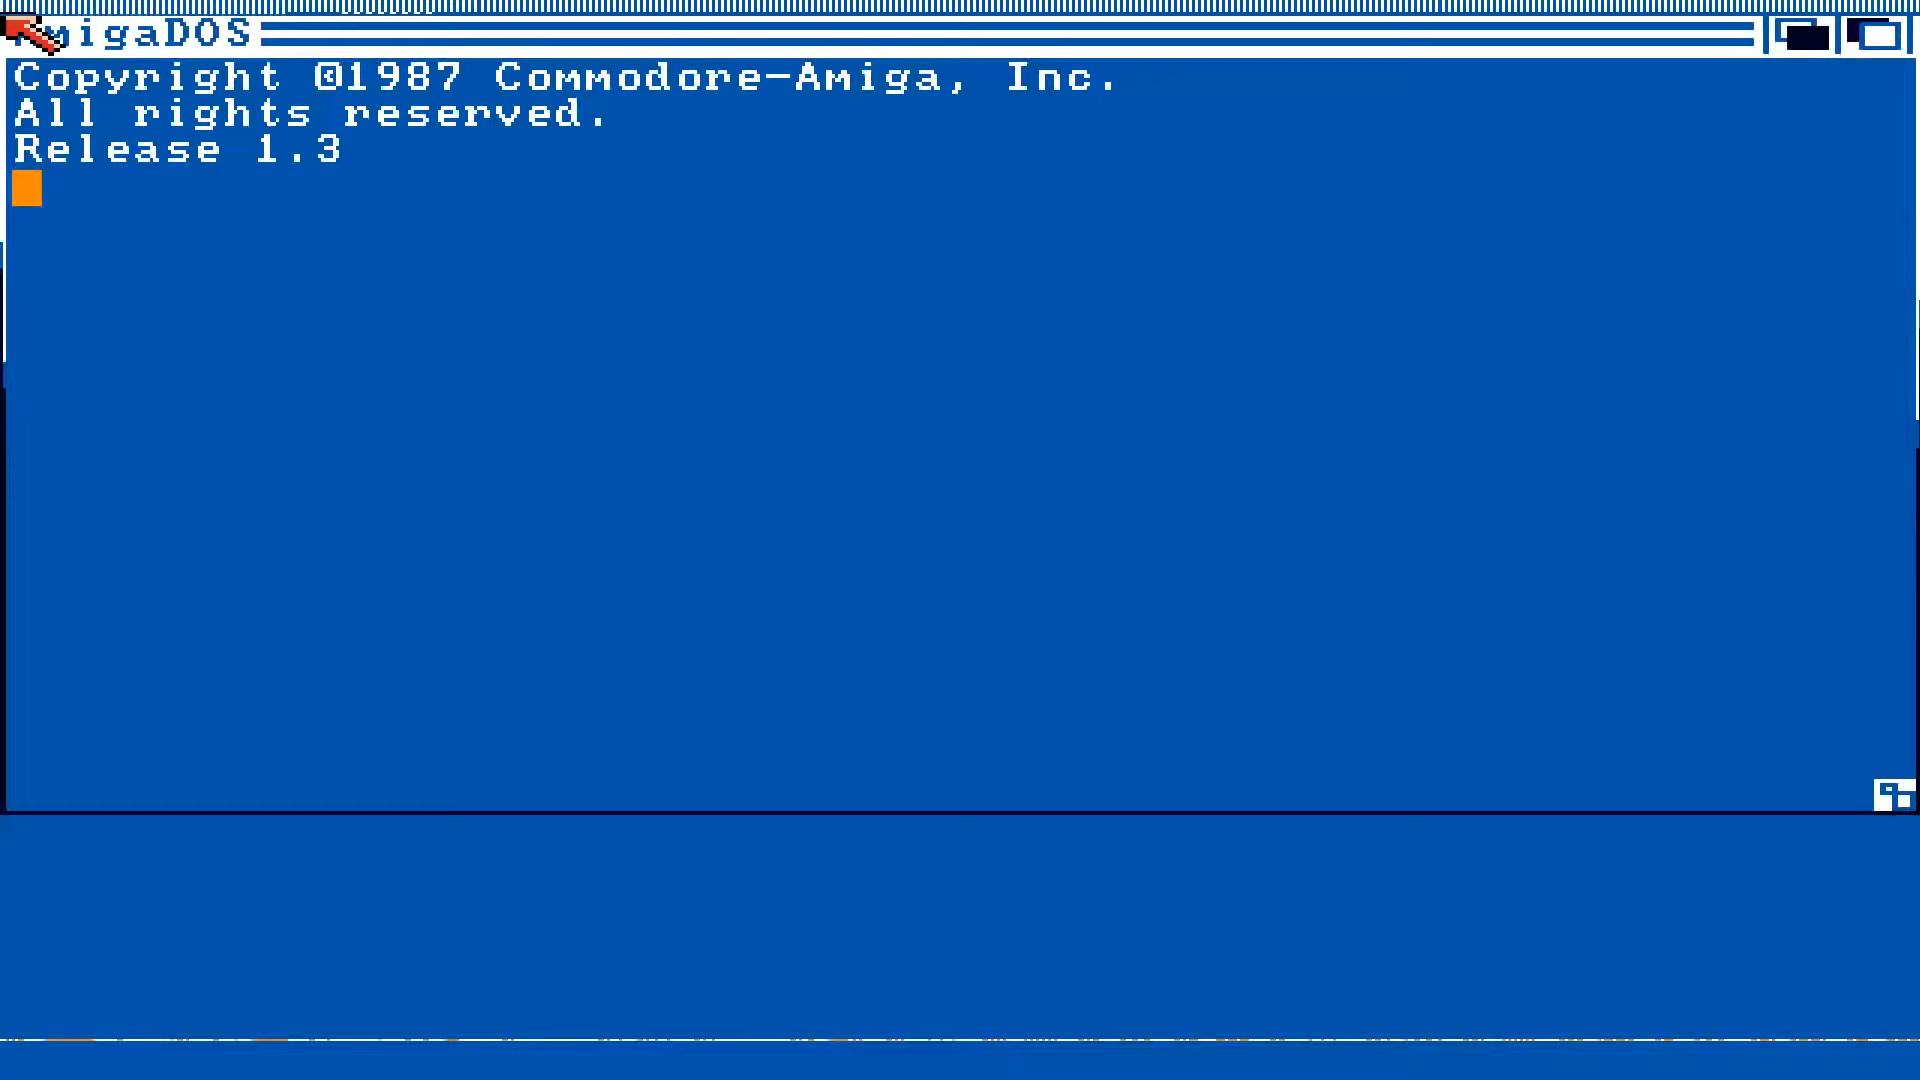 AmigaDOS
Copyright ©1987 Commodore-Amiga, Inc.
All rights reserved.
Release 1.3